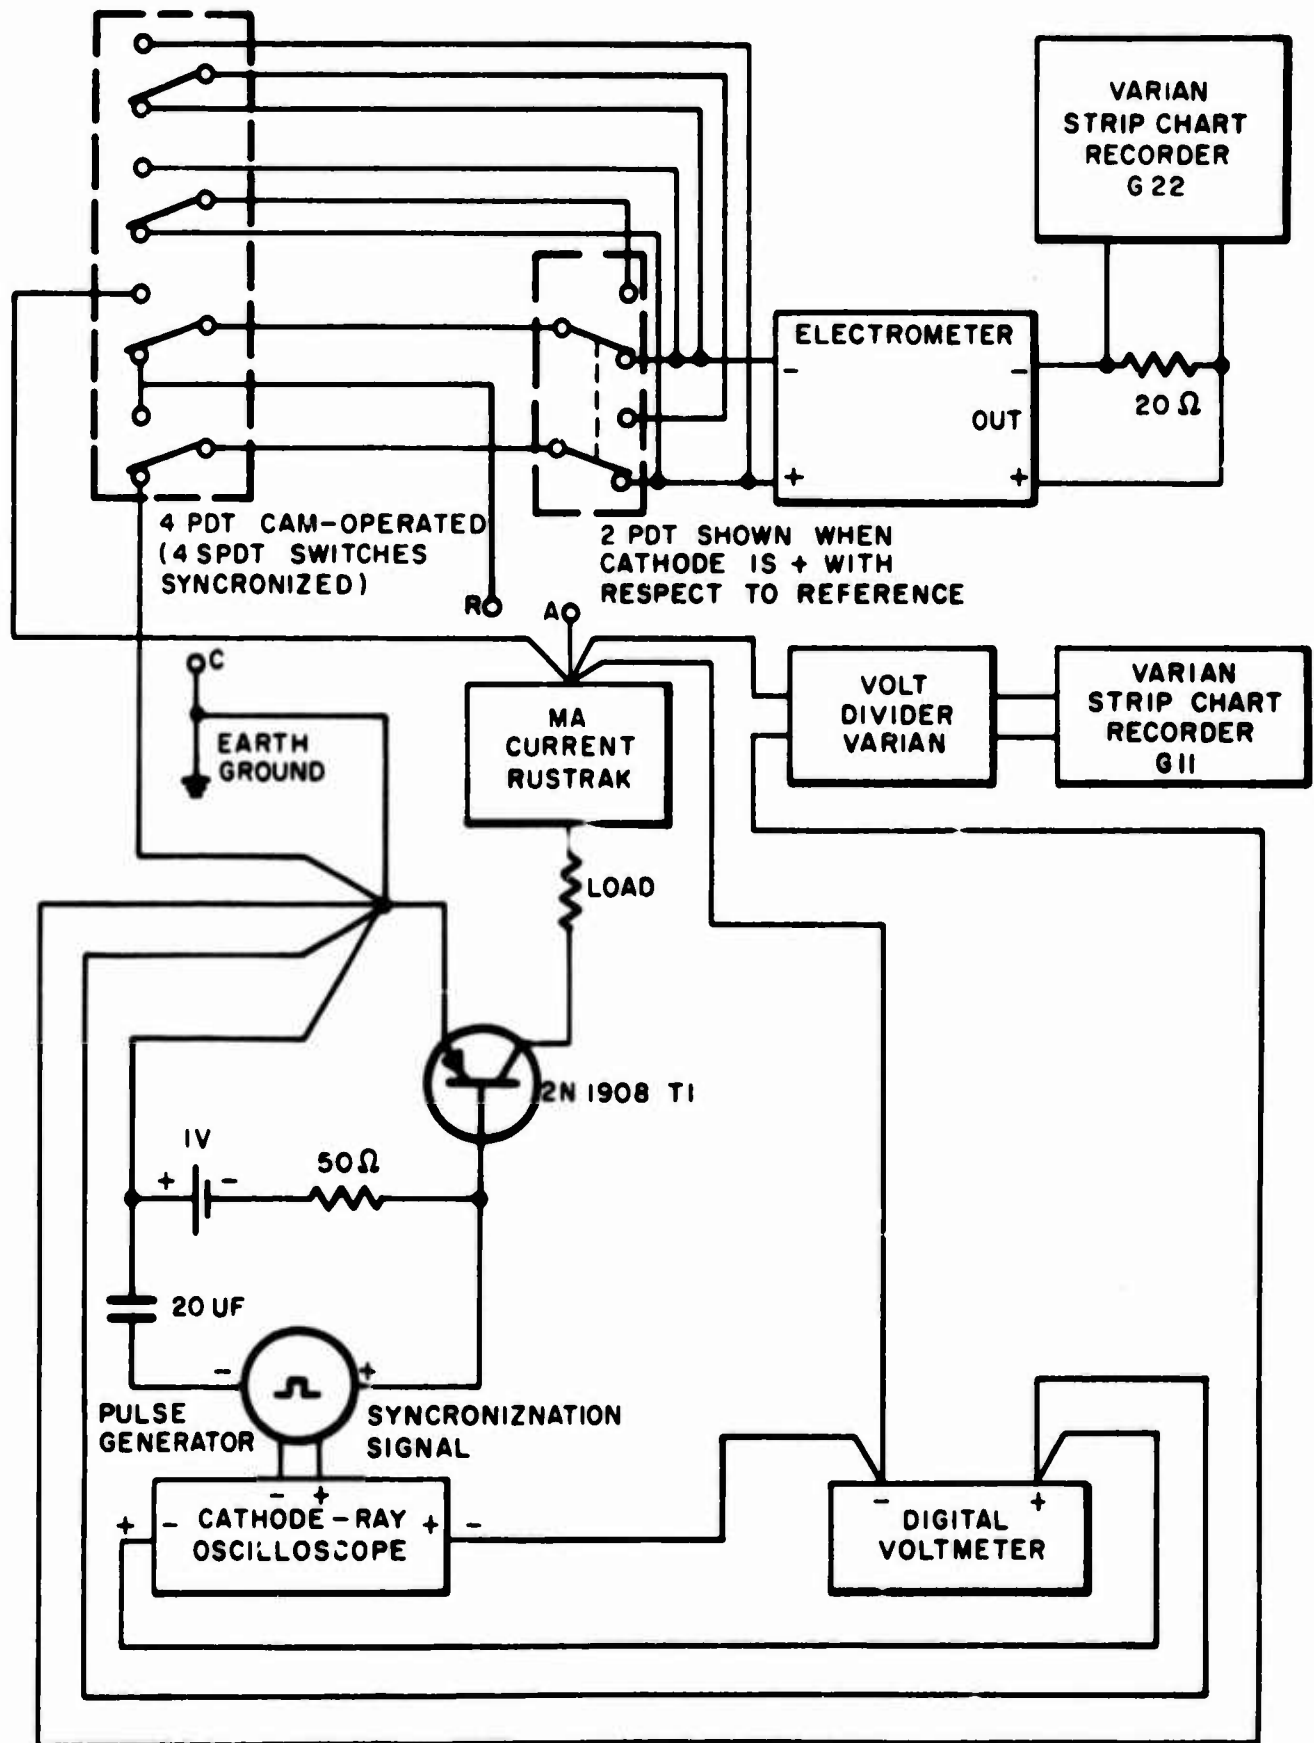 VARIAN
STRIP CHART
RECORDER
G 22
ELECTROMETER
-
-
20 Ω
OUT
+
+
4 PDT CAM-OPERATED
(4 SPDT SWITCHES
SYNCRONIZED)
2 PDT SHOWN WHEN
CATHODE IS + WITH
RESPECT TO REFERENCE
R
A
C
EARTH
GROUND
MA
CURRENT
RUSTRAK
VOLT
DIVIDER
VARIAN
VARIAN
STRIP CHART
RECORDER
G11
LOAD
2N 1908 TI
1V
+ -
50Ω
20 UF
- +
PULSE
GENERATOR
SYNCRONIZNATION
SIGNAL
- +
+ - CATHODE-RAY + -
OSCILLOSCOPE
- +
DIGITAL
VOLTMETER